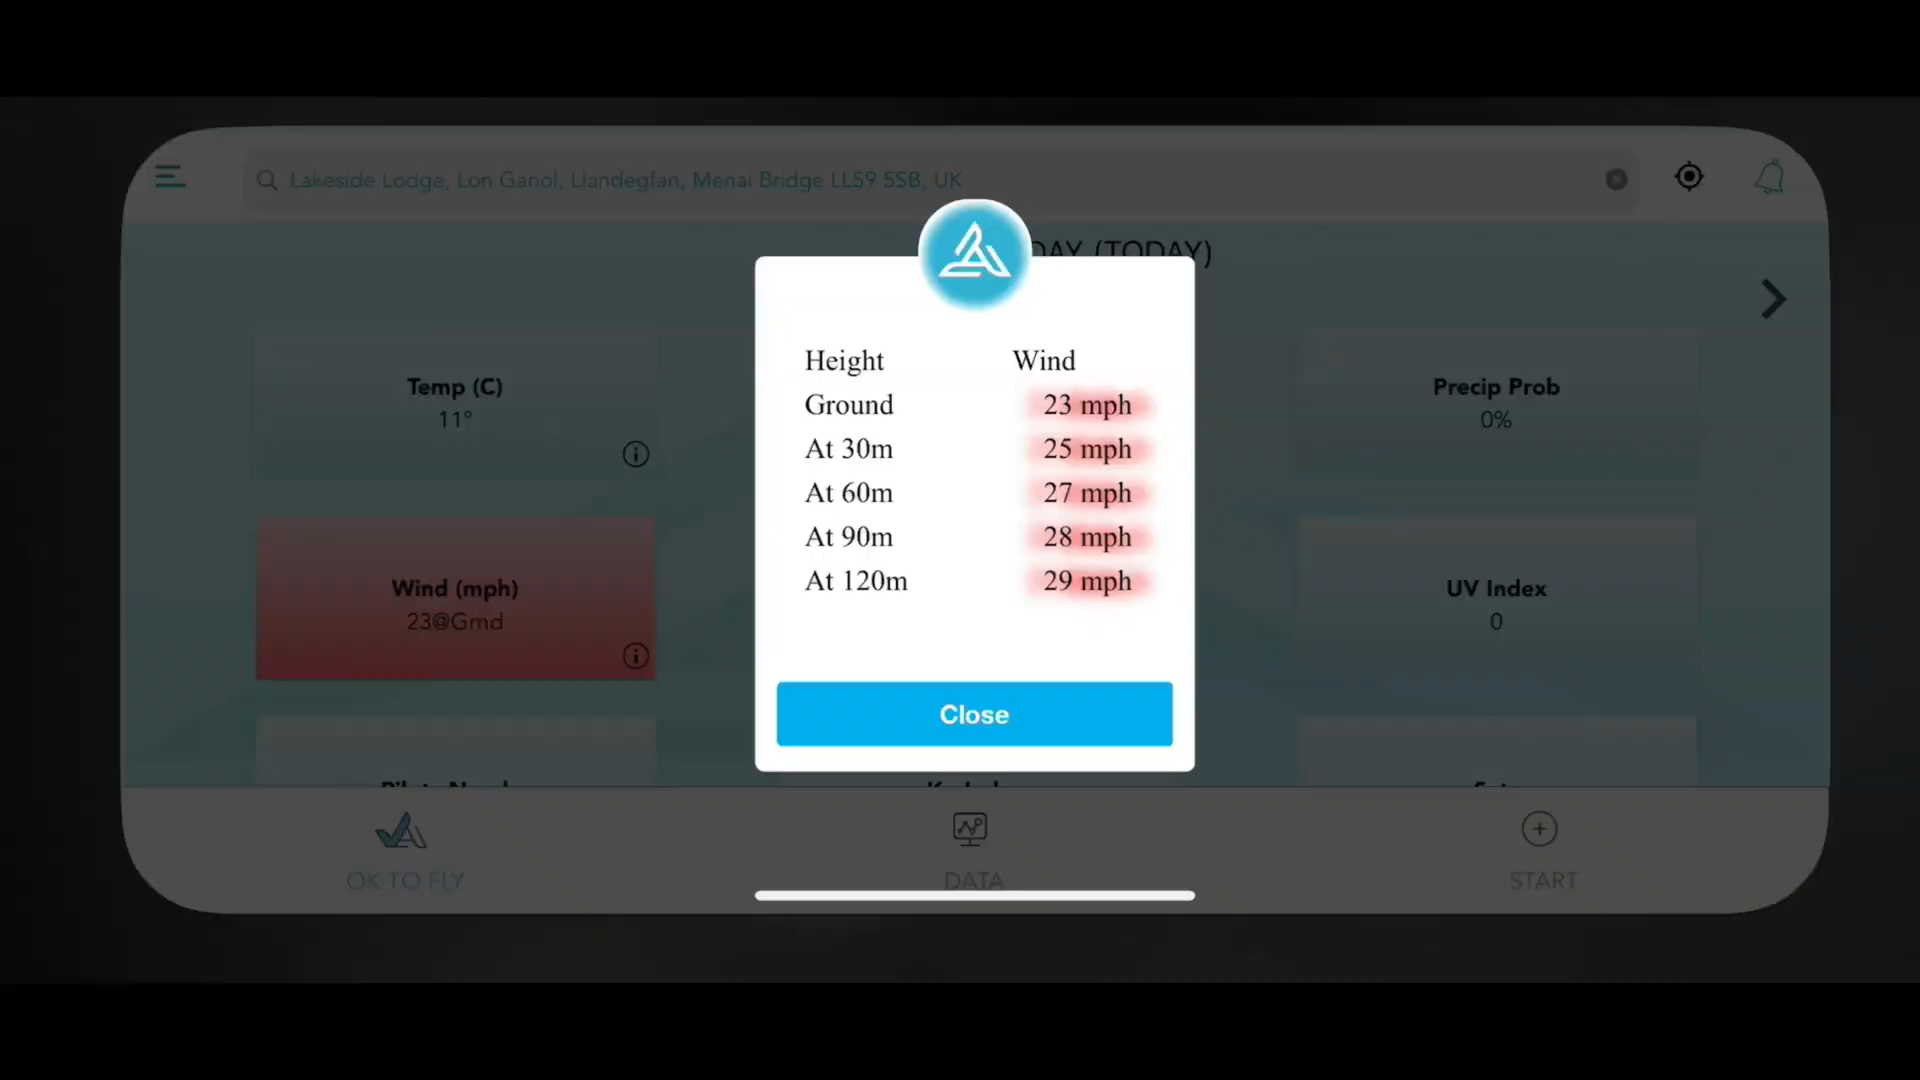 Lakeside Lodge, Lon Ganol, Llandegfan, Menai Bridge LL59 5SB, UK
DAY (TODAY)
Height Wind
Ground 23 mph
At 30m 25 mph
At 60m 27 mph
At 90m 28 mph
At 120m 29 mph
Close
Temp (C)
11°
Precip Prob
0%
Wind (mph)
23@Grnd
UV Index
0
OK TO FLY
DATA
START